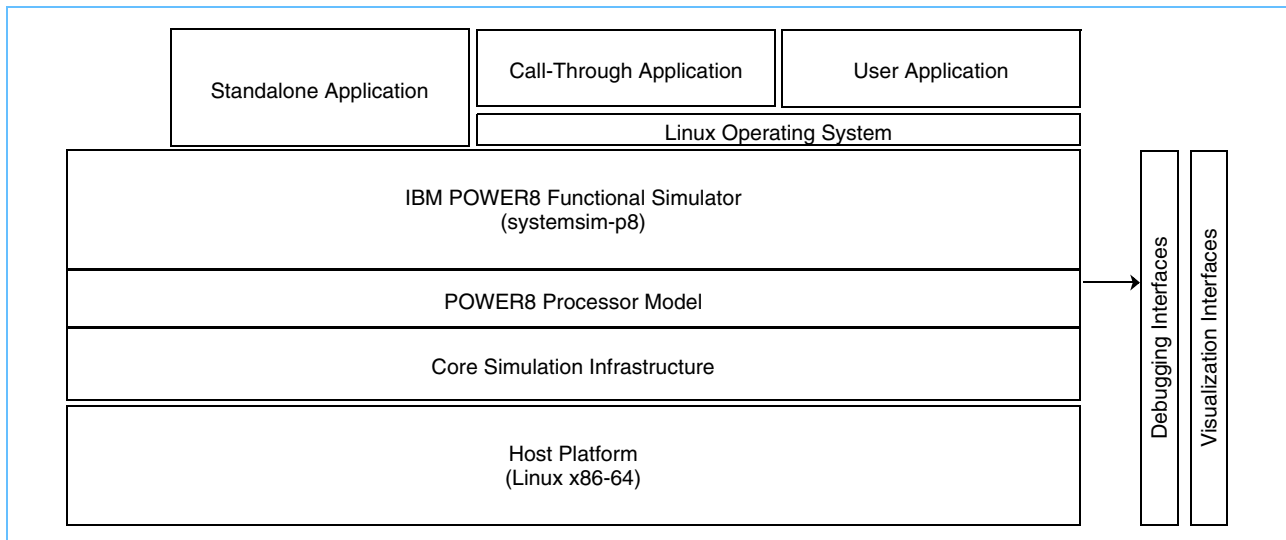 Standalone Application
Call-Through Application
User Application
Linux Operating System
IBM POWER8 Functional Simulator
(systemsim-p8)
POWER8 Processor Model
Core Simulation Infrastructure
Host Platform
(Linux x86-64)
Debugging Interfaces
Visualization Interfaces